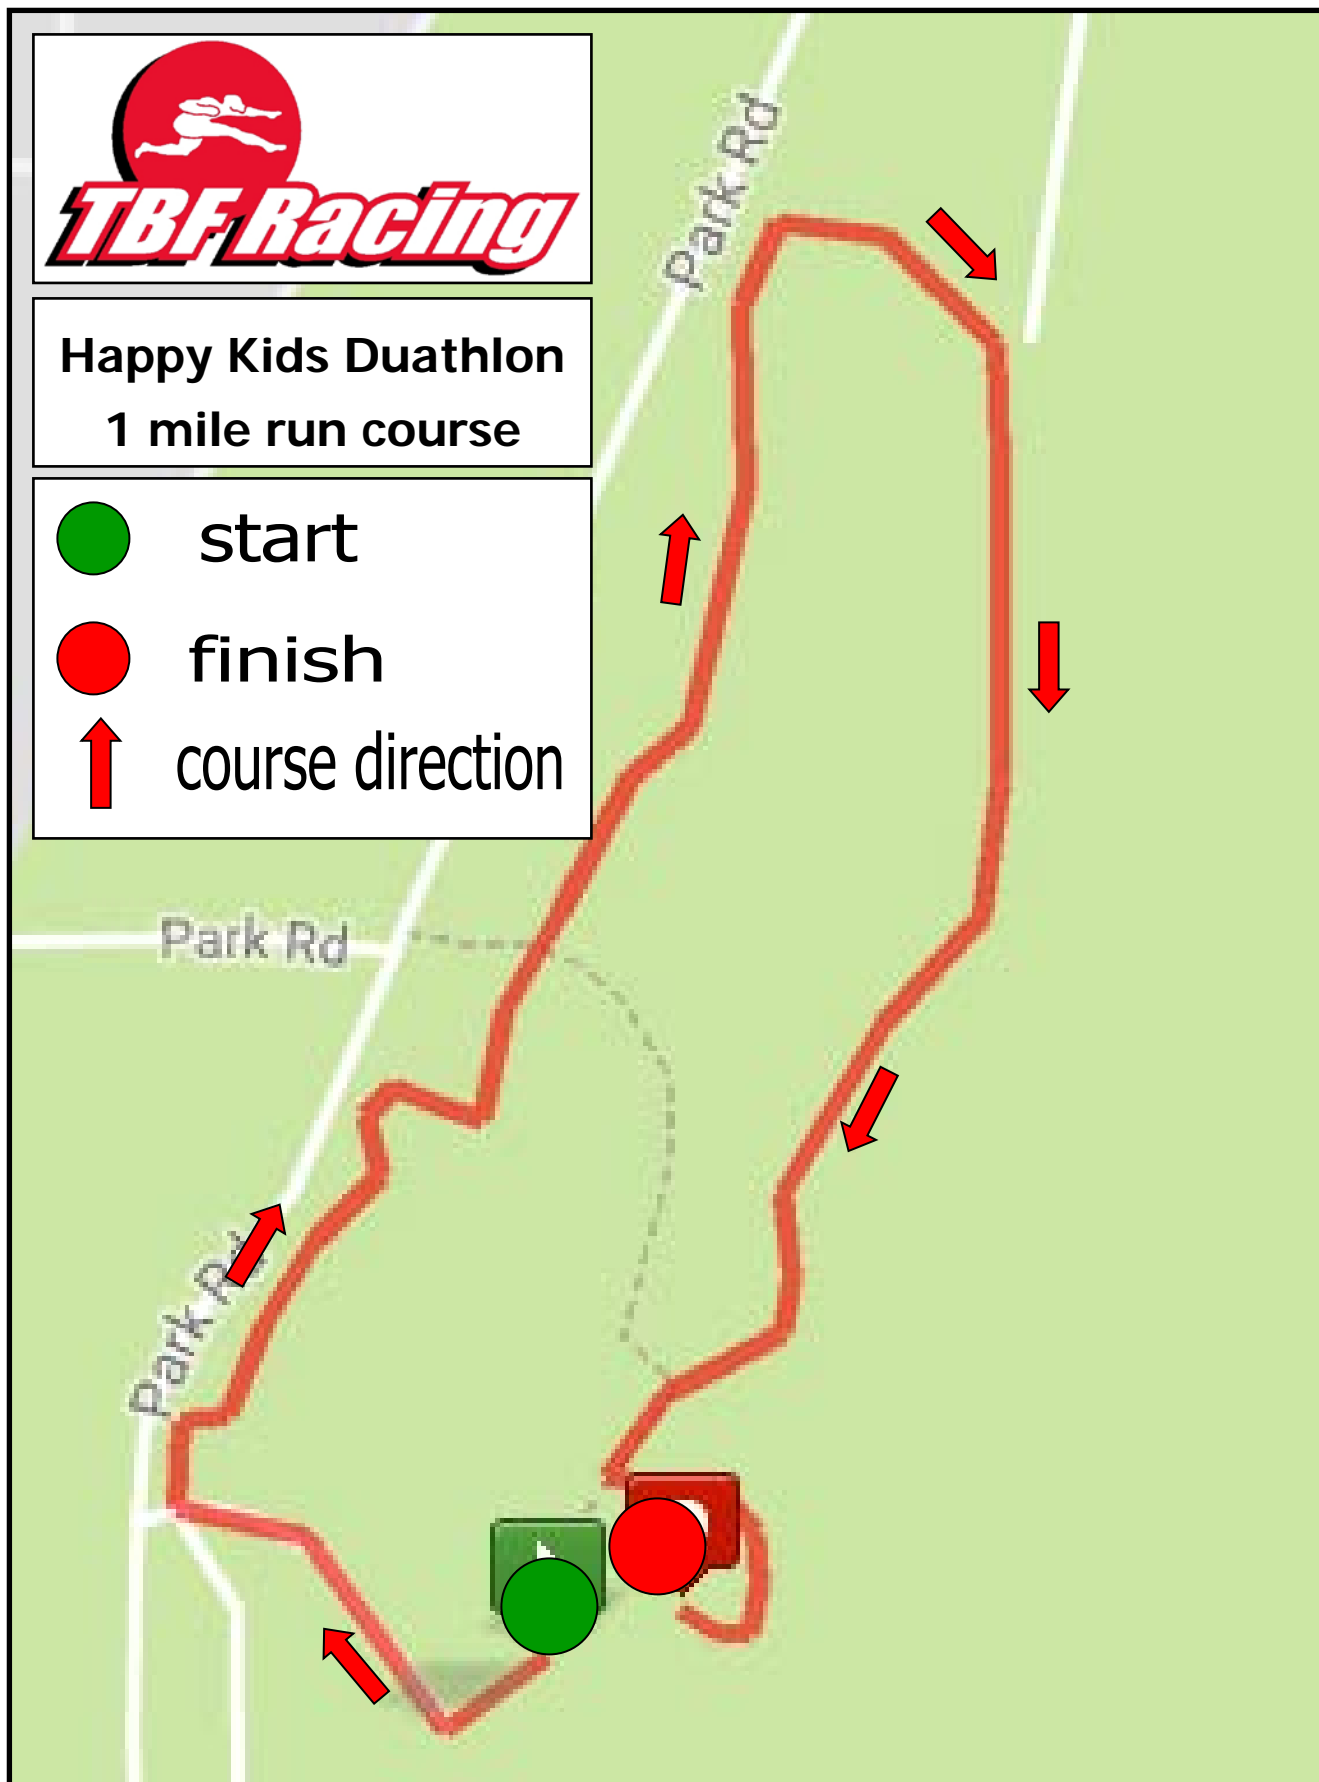 TBF Racing
Happy Kids Duathlon
1 mile run course
start
finish
course direction
Park Rd
Park Rd
Park Rd